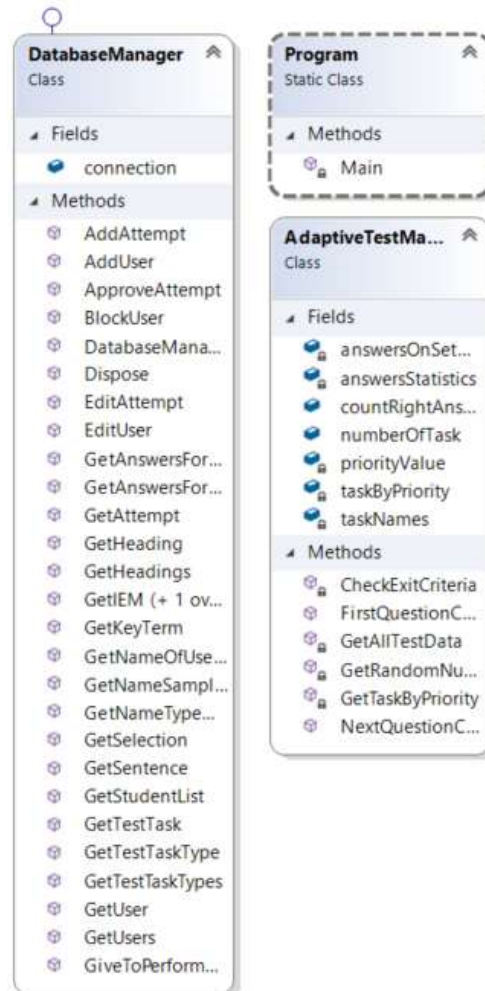 DatabaseManager
Class
Fields
connection
Methods
AddAttempt
AddUser
ApproveAttempt
BlockUser
DatabaseMana...
Dispose
EditAttempt
EditUser
GetAnswersFor...
GetAnswersFor...
GetAttempt
GetHeading
GetHeadings
GetIEM (+ 1 ov...
GetKeyTerm
GetNameOfUse...
GetNameSampl...
GetNameType...
GetSelection
GetSentence
GetStudentList
GetTestTask
GetTestTaskType
GetTestTaskTypes
GetUser
GetUsers
GiveToPerform...
Program
Static Class
Methods
Main
AdaptiveTestMa...
Class
Fields
answersOnSet...
answersStatistics
countRightAns...
numberOfTask
priorityValue
taskByPriority
taskNames
Methods
CheckExitCriteria
FirstQuestionC...
GetAllTestData
GetRandomNu...
GetTaskByPriority
NextQuestionC...